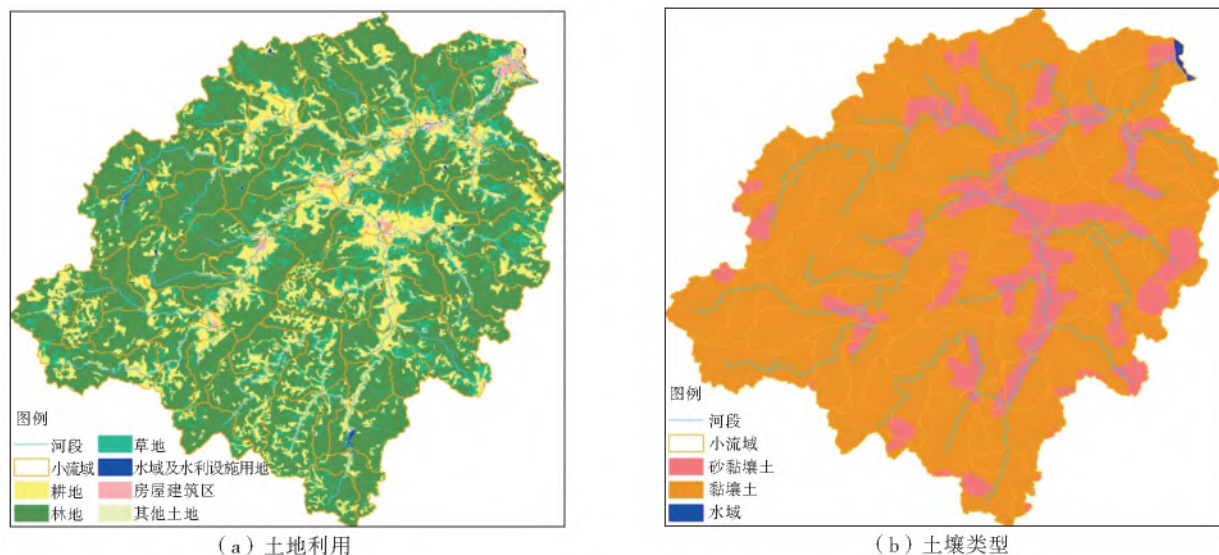 图例
河段
小流域
耕地
林地
草地
水域及水利设施用地
房屋建筑区
其他土地
(a) 土地利用
图例
河段
小流域
砂黏壤土
黏壤土
水域
(b) 土壤类型